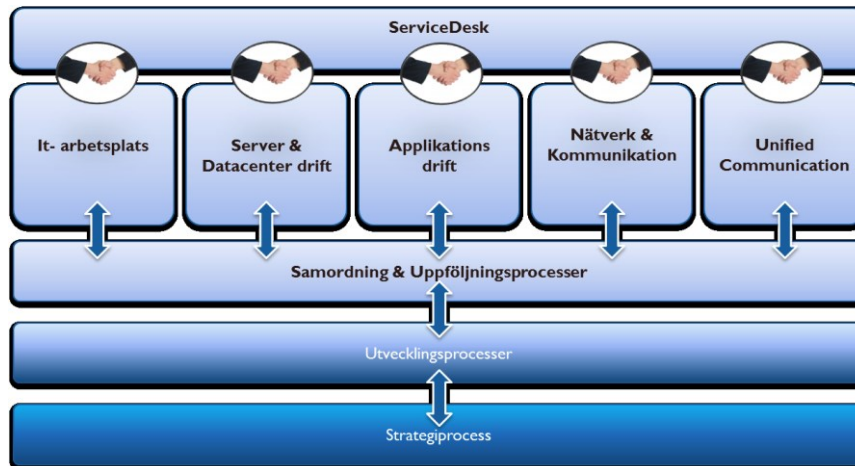 ServiceDesk
It- arbetsplats
Server &
Datacenter drift
Applikations
drift
Nätverk &
Kommunikation
Unified
Communication
Samordning & Uppföljningsprocesser
Utvecklingsprocesser
Strategiprocess